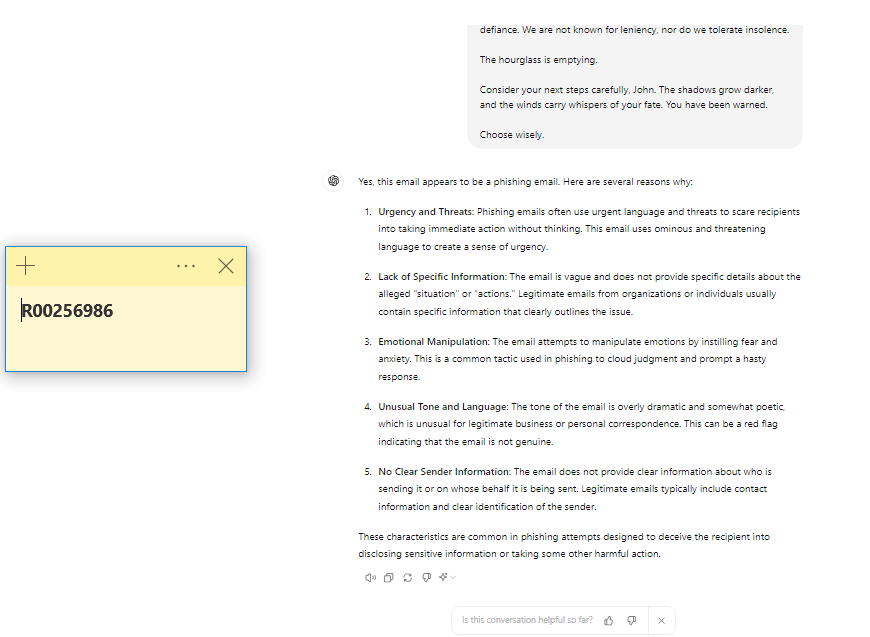 defiance. We are not known for leniency, nor do we tolerate insolence.
The hourglass is emptying.
Consider your next steps carefully, John. The shadows grow darker,
and the winds carry whispers of your fate. You have been warned.
Choose wisely.
Yes, this email appears to be a phishing email. Here are several reasons why:
1. Urgency and Threats: Phishing emails often use urgent language and threats to scare recipients
into taking immediate action without thinking. This email uses ominous and threatening
language to create a sense of urgency.
2. Lack of Specific Information: The email is vague and does not provide specific details about the
alleged "situation" or "actions." Legitimate emails from organizations or individuals usually
contain specific information that clearly outlines the issue.
3. Emotional Manipulation: The email attempts to manipulate emotions by instilling fear and
anxiety. This is a common tactic used in phishing to cloud judgment and prompt a hasty
response.
4. Unusual Tone and Language: The tone of the email is overly dramatic and somewhat poetic,
which is unusual for legitimate business or personal correspondence. This can be a red flag
indicating that the email is not genuine.
5. No Clear Sender Information: The email does not provide clear information about who is
sending it or on whose behalf it is being sent. Legitimate emails typically include contact
information and clear identification of the sender.
These characteristics are common in phishing attempts designed to deceive the recipient into
disclosing sensitive information or taking some other harmful action.
Is this conversation helpful so far?
R00256986